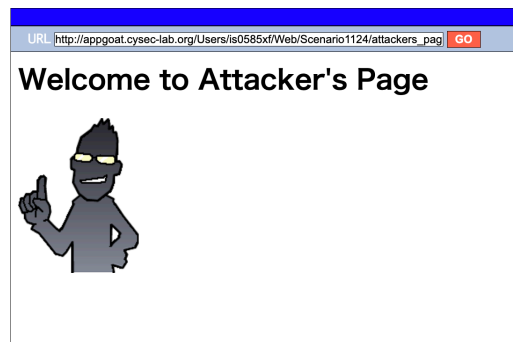 URL http://appgoat.cysec-lab.org/Users/is0585xf/Web/Scenario1124/attackers_pag GO
Welcome to Attacker's Page